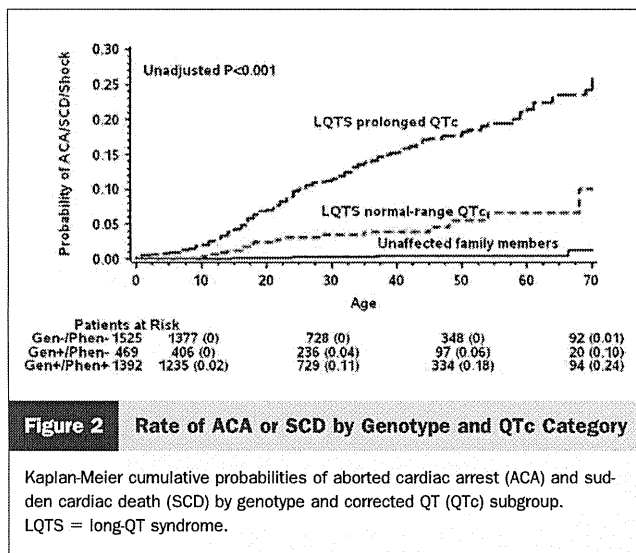 0.30
Unadjusted P<0.001
0.25
LQTS prolonged QTc
0.20
0.15
0.10
LQTS normal-range QTc
0.05
Unaffected family members
0.00
Probability of ACA/SCD/Shock
0 10 20 30 40 50 60 70
Age
Patients at Risk
Gen-/Phen- 1525 1377 (0) 728 (0) 348 (0) 92 (0.01)
Gen+/Phen- 469 406 (0) 236 (0.04) 97 (0.06) 20 (0.10)
Gen+/Phen+ 1392 1235 (0.02) 729 (0.11) 334 (0.18) 94 (0.24)
Figure 2 Rate of ACA or SCD by Genotype and QTc Category
Kaplan-Meier cumulative probabilities of aborted cardiac arrest (ACA) and sud-
den cardiac death (SCD) by genotype and corrected QT (QTc) subgroup.
LQTS = long-QT syndrome.